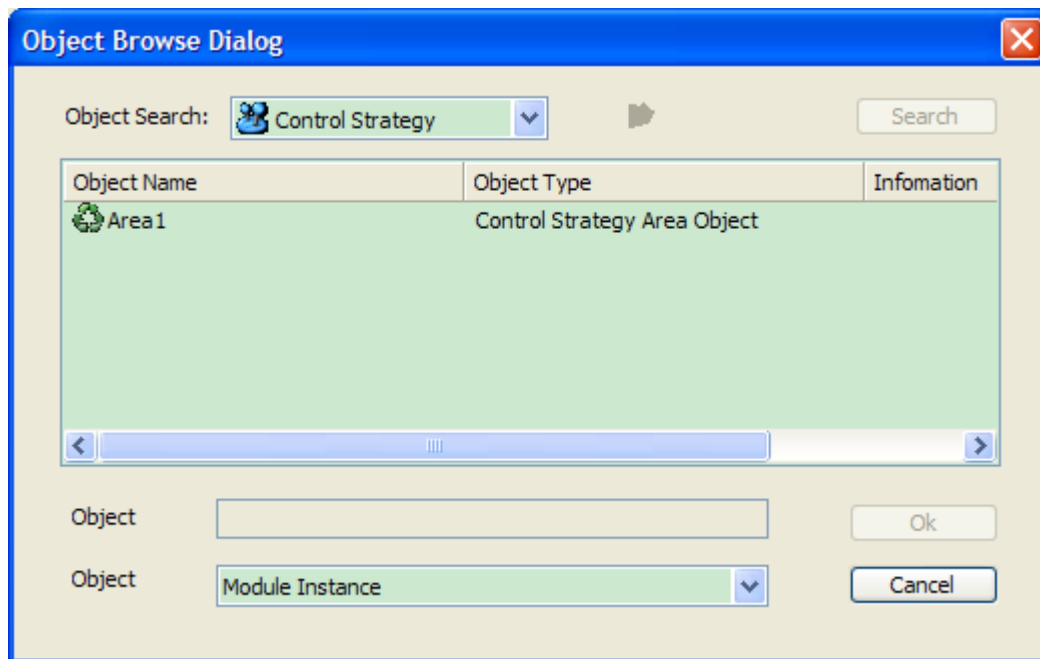 Object Browse Dialog
Object Search: Control Strategy Search
Object Name Object Type Infomation
Area1 Control Strategy Area Object
Object Ok
Object Module Instance Cancel